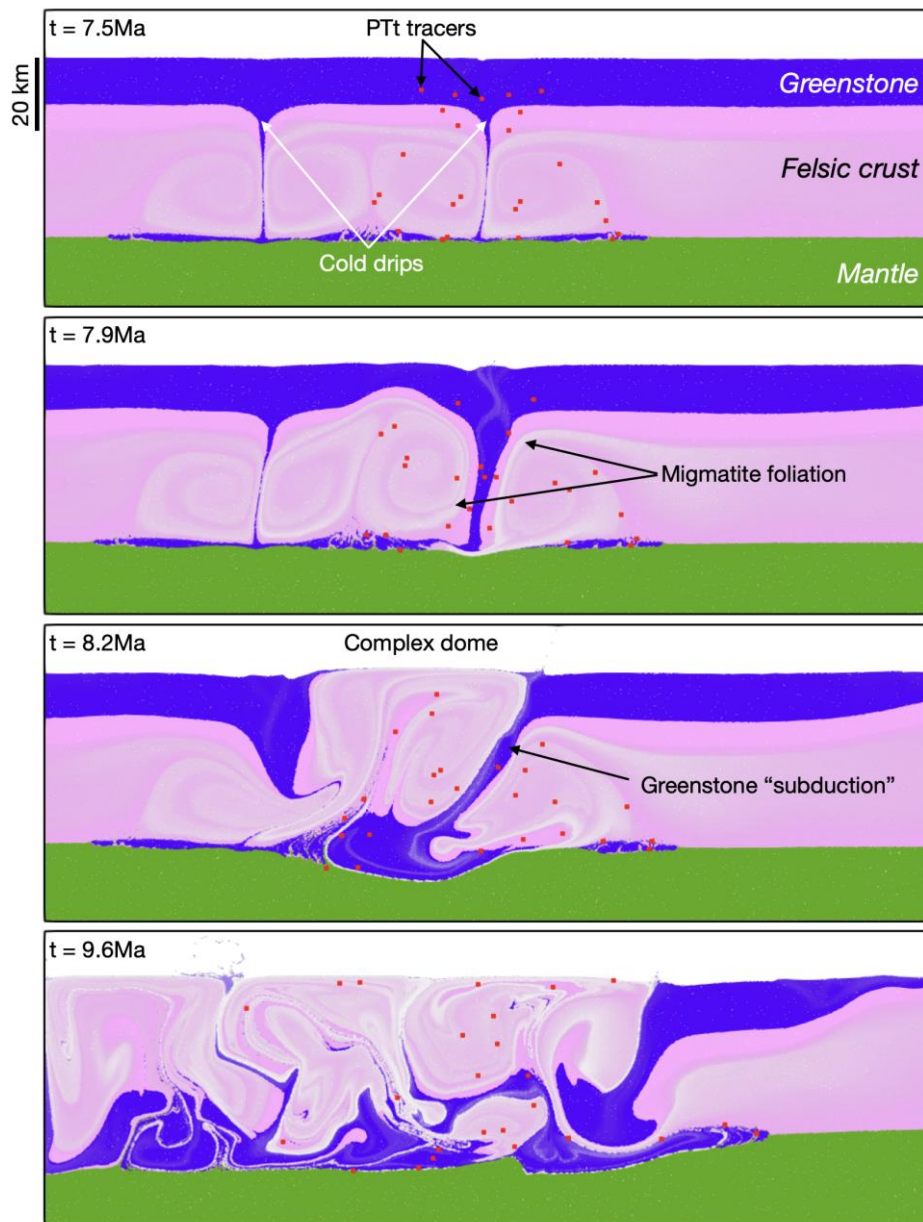 t = 7.5Ma
PTt tracers
20 km
Greenstone
Felsic crust
Cold drips
Mantle
t = 7.9Ma
Migmatite foliation
t = 8.2Ma
Complex dome
Greenstone “subduction”
t = 9.6Ma